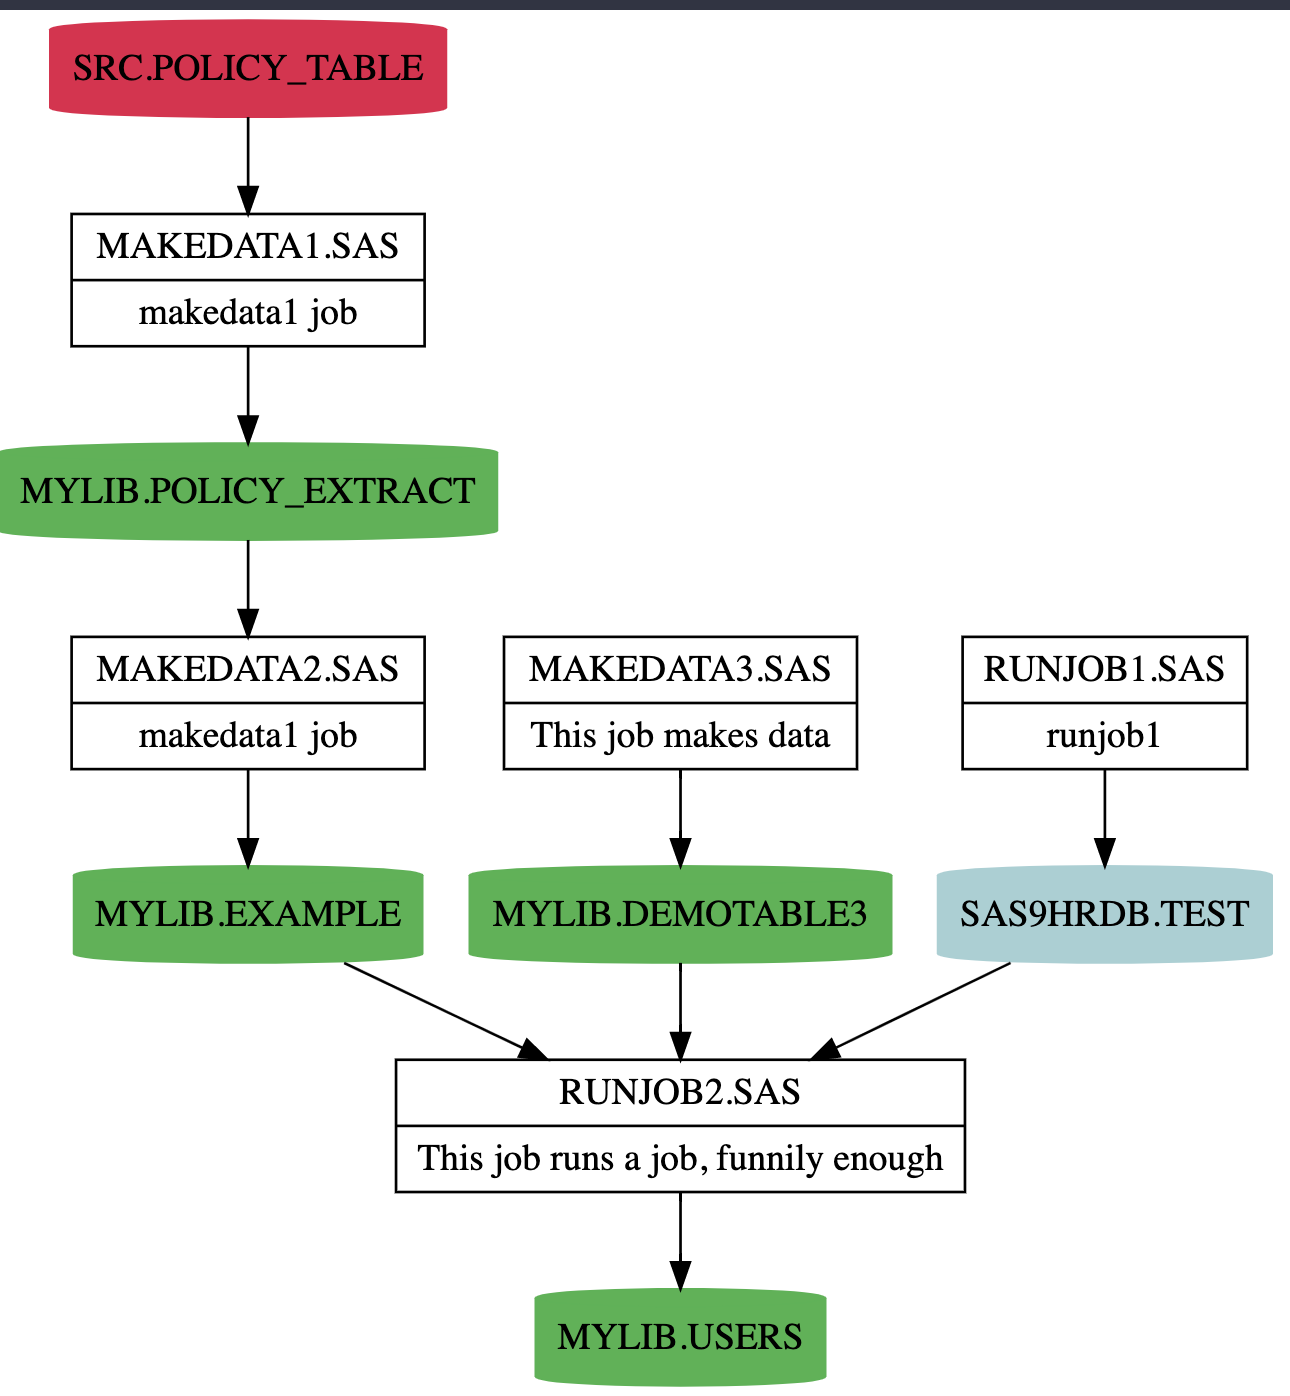 SRC.POLICY_TABLE
MAKEDATA1.SAS
makedata1 job
MYLIB.POLICY_EXTRACT
MAKEDATA2.SAS
makedata1 job
MAKEDATA3.SAS
This job makes data
RUNJOB1.SAS
runjob1
MYLIB.EXAMPLE
MYLIB.DEMOTABLE3
SAS9HRDB.TEST
RUNJOB2.SAS
This job runs a job, funnily enough
MYLIB.USERS